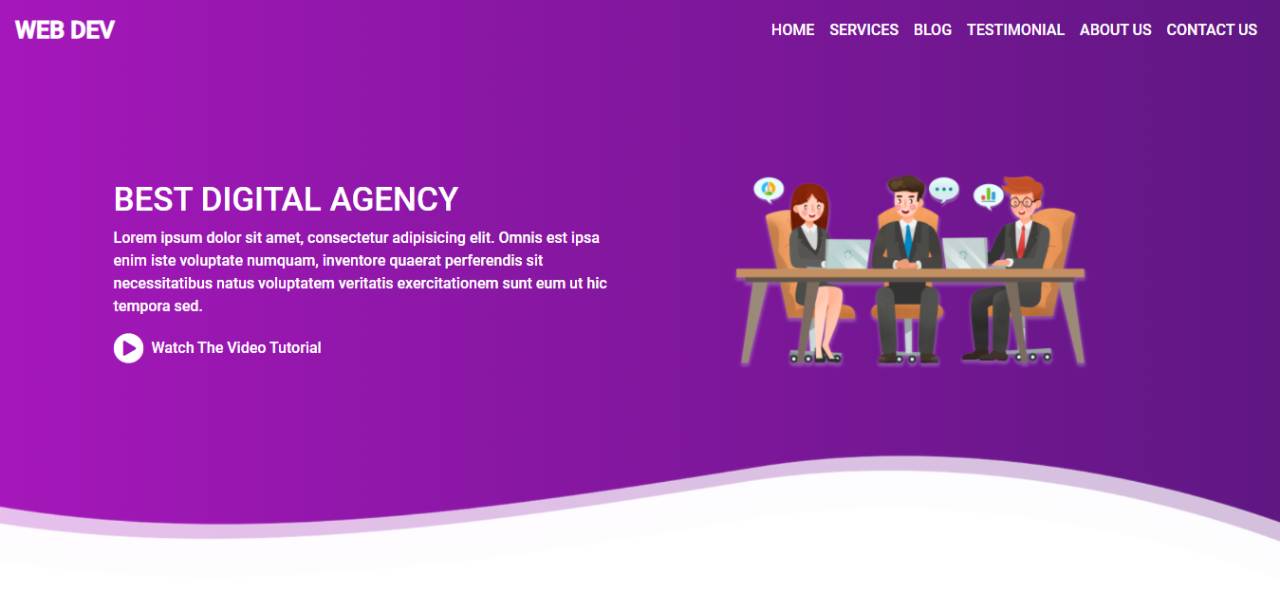 WEB DEV
HOME SERVICES BLOG TESTIMONIAL ABOUT US CONTACT US
BEST DIGITAL AGENCY
Lorem ipsum dolor sit amet, consectetur adipisicing elit. Omnis est ipsa
enim iste voluptate numquam, inventore quaerat perferendis sit
necessitatibus natus voluptatem veritatis exercitationem sunt eum ut hic
tempora sed.
Watch The Video Tutorial